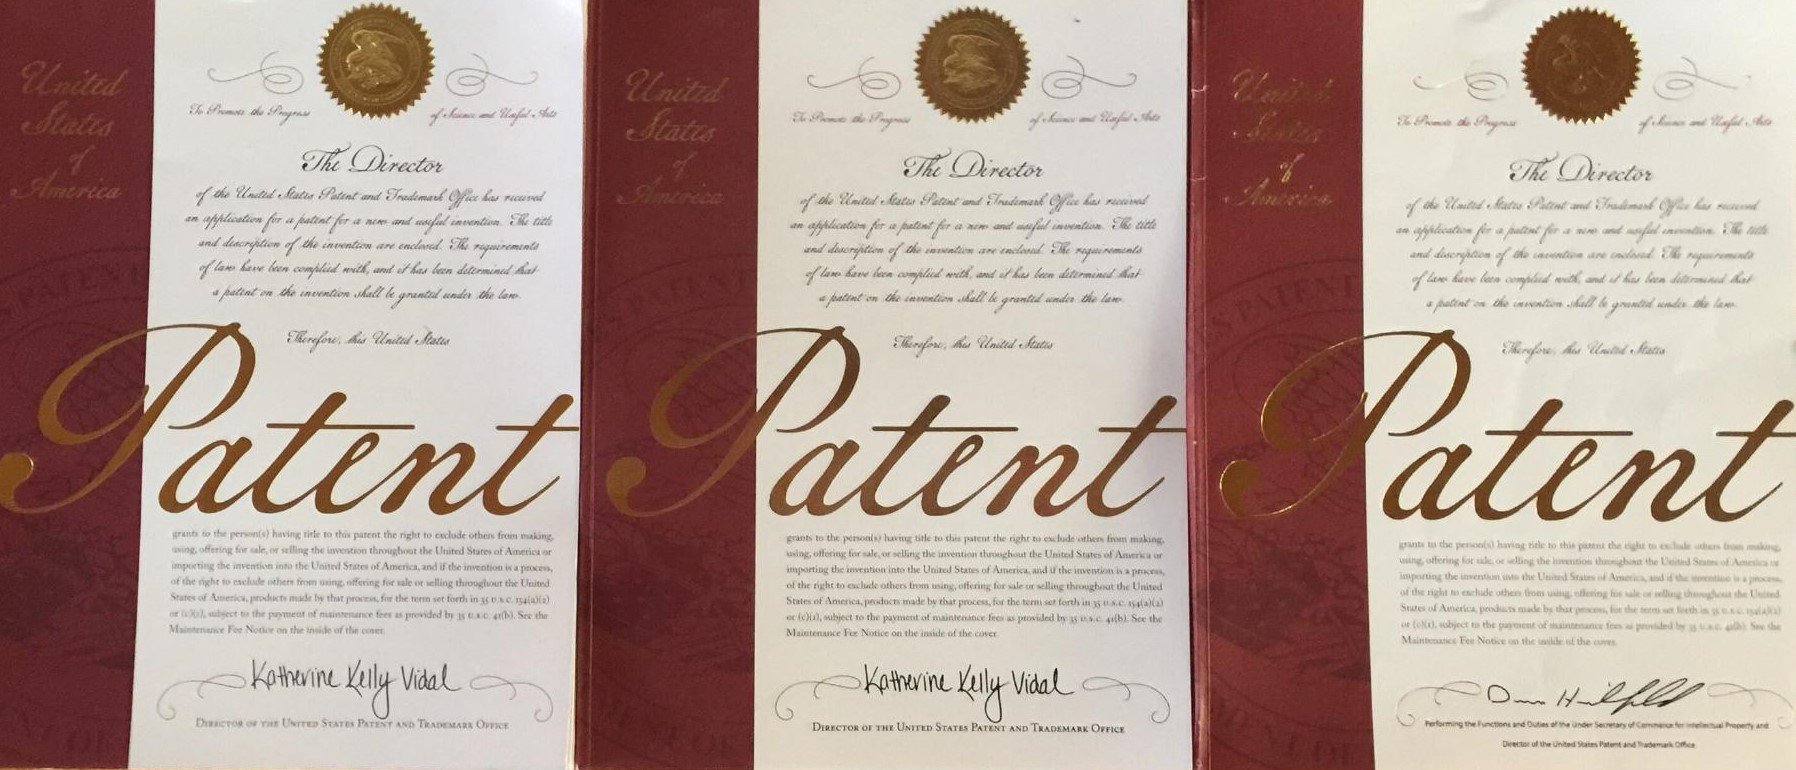 United
States
of
America
To Promote the Progress
of Science and Useful Arts
The Director
of the United States Patent and Trademark Office has received
an application for a patent for a new and useful invention. The title
and description of the invention are enclosed. The requirements
of law have been complied with, and it has been determined that
a patent on the invention shall be granted under the law.
Therefore, this United States
Patent
grants to the person(s) having title to this patent the right to exclude others from making,
using, offering for sale, or selling the invention throughout the United States of America or
importing the invention into the United States of America, and if the invention is a process,
of the right to exclude others from using, offering for sale or selling throughout the United
States of America, products made by that process, for the term set forth in 35 U.S.C. 154(a)(2)
or (c)(1), subject to the payment of maintenance fees as provided by 35 U.S.C. 41(b). See the
Maintenance Fee Notice on the inside of the cover.
Katherine Kelly Vidal
DIRECTOR OF THE UNITED STATES PATENT AND TRADEMARK OFFICE
United
States
of
America
To Promote the Progress
of Science and Useful Arts
The Director
of the United States Patent and Trademark Office has received
an application for a patent for a new and useful invention. The title
and description of the invention are enclosed. The requirements
of law have been complied with, and it has been determined that
a patent on the invention shall be granted under the law.
Therefore, this United States
Patent
grants to the person(s) having title to this patent the right to exclude others from making,
using, offering for sale, or selling the invention throughout the United States of America or
importing the invention into the United States of America, and if the invention is a process,
of the right to exclude others from using, offering for sale or selling throughout the United
States of America, products made by that process, for the term set forth in 35 U.S.C. 154(a)(2)
or (c)(1), subject to the payment of maintenance fees as provided by 35 U.S.C. 41(b). See the
Maintenance Fee Notice on the inside of the cover.
Katherine Kelly Vidal
DIRECTOR OF THE UNITED STATES PATENT AND TRADEMARK OFFICE
United
States
of
America
To Promote the Progress
of Science and Useful Arts
The Director
of the United States Patent and Trademark Office has received
an application for a patent for a new and useful invention. The title
and description of the invention are enclosed. The requirements
of law have been complied with, and it has been determined that
a patent on the invention shall be granted under the law.
Therefore, this United States
Patent
grants to the person(s) having title to this patent the right to exclude others from making,
using, offering for sale, or selling the invention throughout the United States of America or
importing the invention into the United States of America, and if the invention is a process,
of the right to exclude others from using, offering for sale or selling throughout the United
States of America, products made by that process, for the term set forth in 35 U.S.C. 154(a)(2)
or (c)(1), subject to the payment of maintenance fees as provided by 35 U.S.C. 41(b). See the
Maintenance Fee Notice on the inside of the cover.
Performing the Functions and Duties of the Under Secretary of Commerce for Intellectual Property and
Director of the United States Patent and Trademark Office